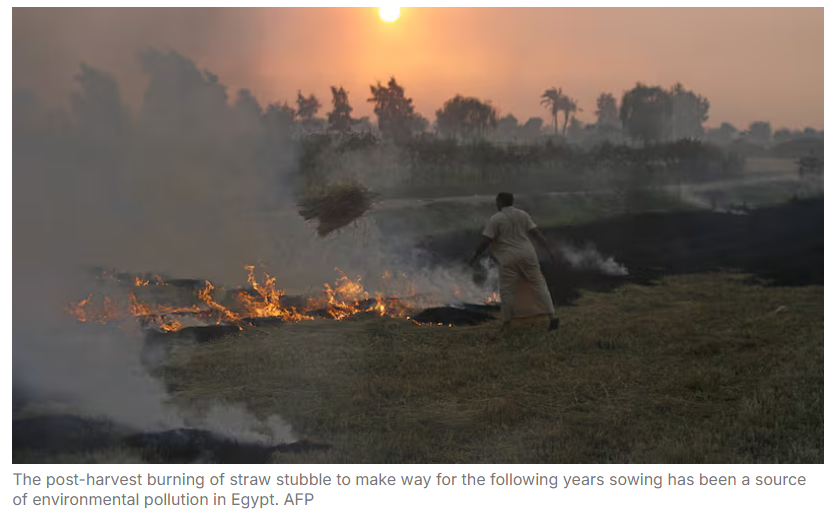 The post-harvest burning of straw stubble to make way for the following years sowing has been a source
of environmental pollution in Egypt. AFP